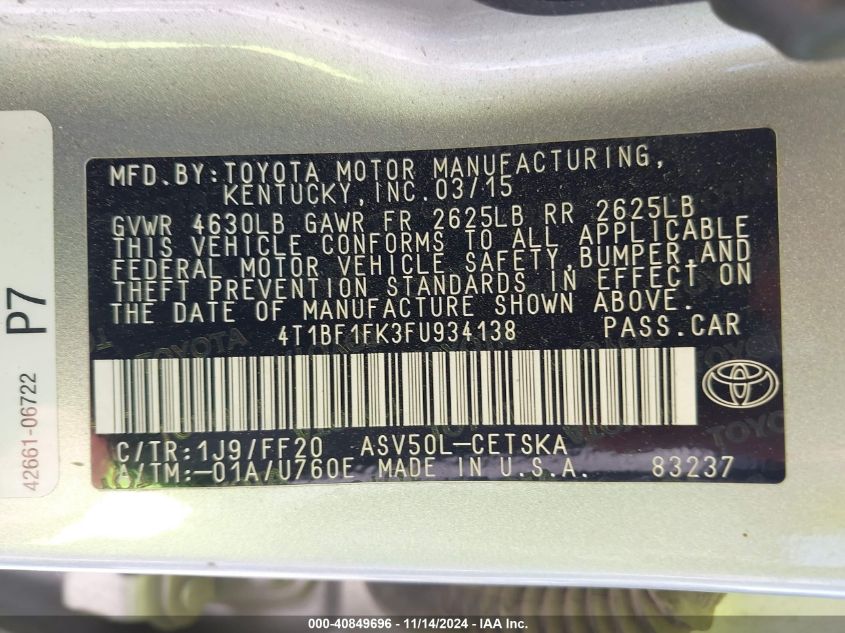 MFD.BY:TOYOTA MOTOR MANUFACTURING,
KENTUCKY,INC.03/15
GVWR 4630LB GAWR FR 2625LB RR 2625LB
THIS VEHICLE CONFORMS TO ALL APPLICABLE
FEDERAL MOTOR VEHICLE SAFETY,BUMPER,AND
THEFT PREVENTION STANDARDS IN EFFECT ON
THE DATE OF MANUFACTURE SHOWN ABOVE.
4T1BF1FK3FU934138 PASS.CAR
C/TR:1J9/FF20 ASV50L-CETSKA
A/TM:-01A/U760E MADE IN U.S.A. 83237
P7
42661-06722
000-40849696 - 11/14/2024 - IAA Inc.